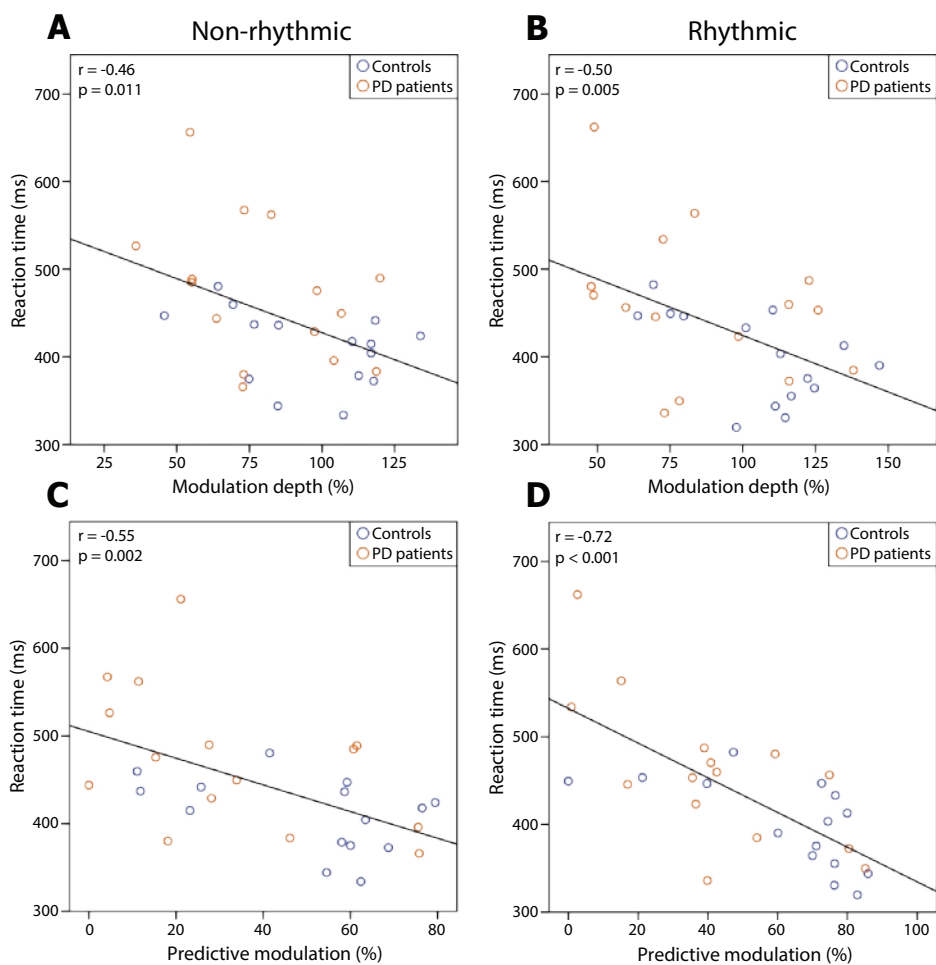 A
Non-rhythmic
r = -0.46
p = 0.011
Controls
PD patients
700
600
500
400
300
Reaction time (ms)
25 50 75 100 125
Modulation depth (%)
B
Rhythmic
r = -0.50
p = 0.005
Controls
PD patients
700
600
500
400
300
Reaction time (ms)
50 75 100 125 150
Modulation depth (%)
C
r = -0.55
p = 0.002
Controls
PD patients
700
600
500
400
300
Reaction time (ms)
0 20 40 60 80
Predictive modulation (%)
D
r = -0.72
p < 0.001
Controls
PD patients
700
600
500
400
300
Reaction time (ms)
0 20 40 60 80 100
Predictive modulation (%)